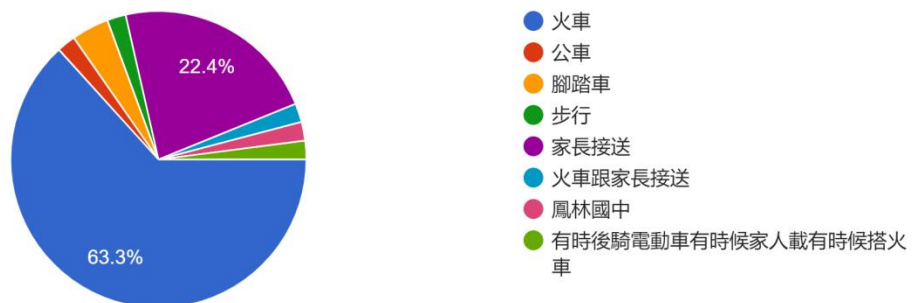 22.4%
63.3%
火車
公車
腳踏車
步行
家長接送
火車跟家長接送
鳳林國中
有時後騎電動車有時候家人載有時候搭火
車